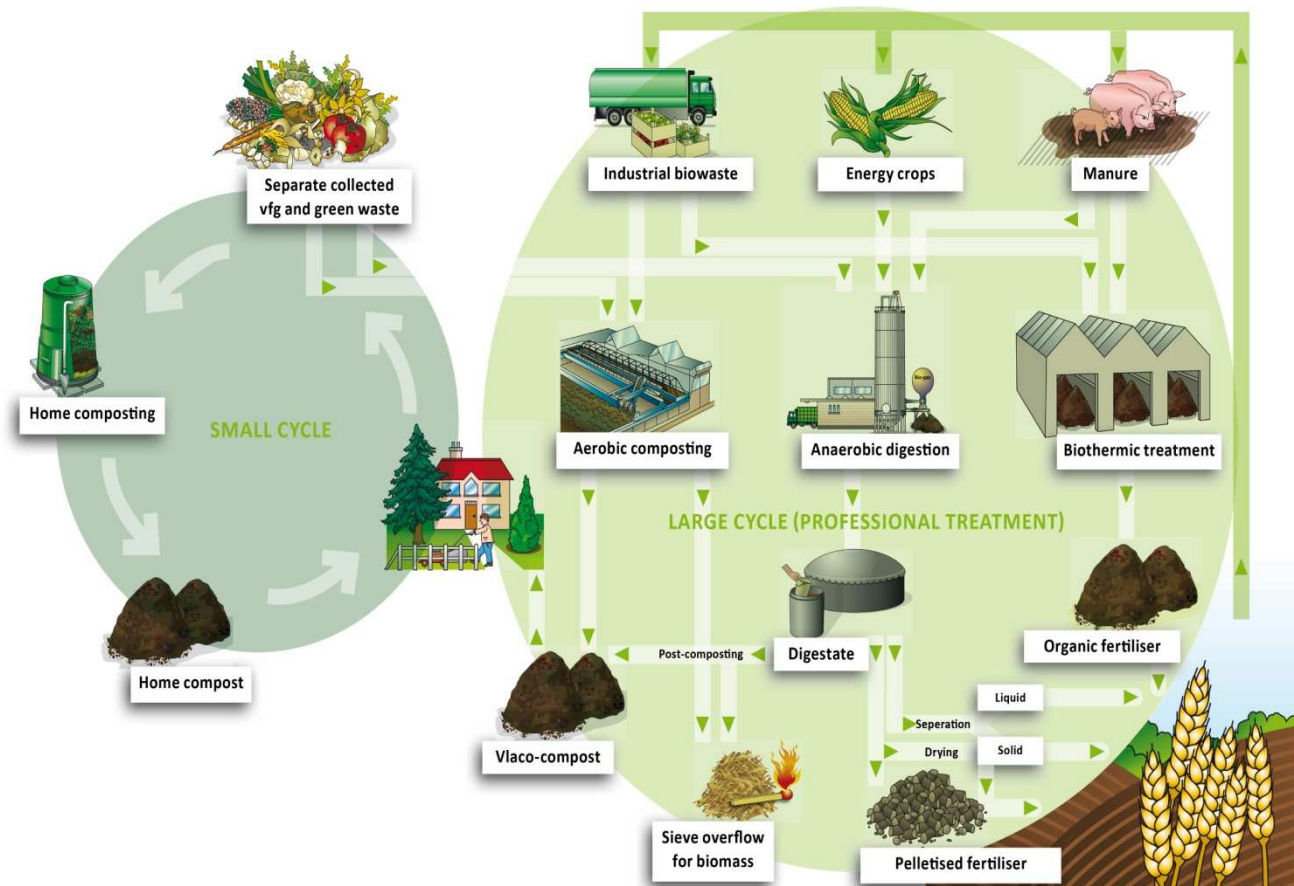 Separate collected
vfg and green waste
Industrial biowaste
Energy crops
Manure
Home composting
SMALL CYCLE
Aerobic composting
Bio-gas
Anaerobic digestion
Biothermic treatment
LARGE CYCLE (PROFESSIONAL TREATMENT)
Home compost
Post-composting
Digestate
Organic fertiliser
Liquid
Seperation
Vlaco-compost
Drying
Solid
Sieve overflow
for biomass
Pelletised fertiliser